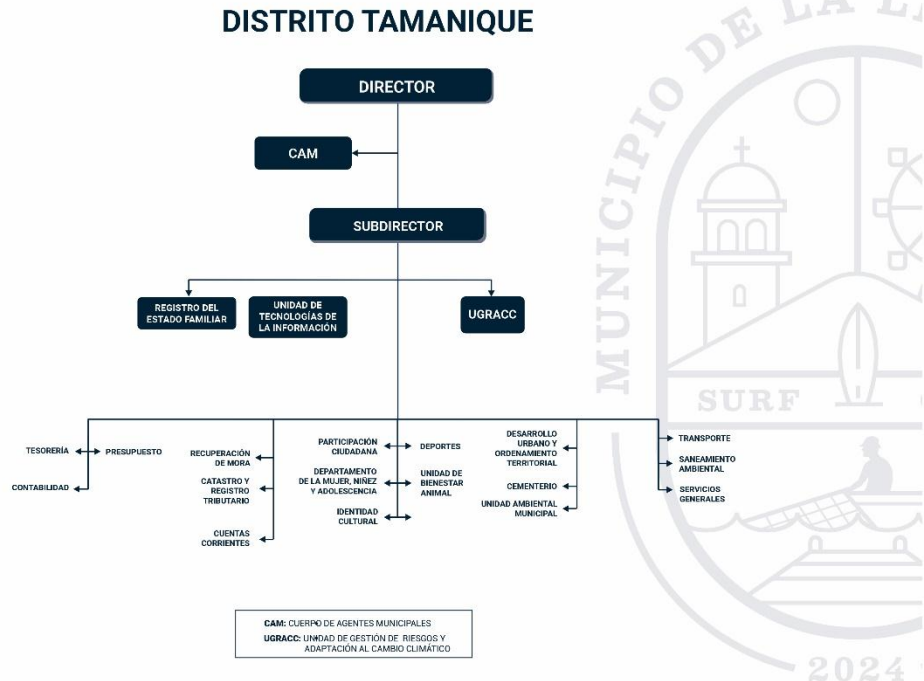 DISTRITO TAMANIQUE
DIRECTOR
CAM
SUBDIRECTOR
REGISTRO DEL
ESTADO FAMILIAR
UNIDAD DE
TECNOLOGÍAS DE
LA INFORMACIÓN
UGRACC
TESORERÍA
PRESUPUESTO
CONTABILIDAD
RECUPERACIÓN
DE MORA
CATASTRO Y
REGISTRO
TRIBUTARIO
CUENTAS
CORRIENTES
PARTICIPACIÓN
CIUDADANA
DEPORTES
DEPARTAMENTO
DE LA MUJER, NIÑEZ
Y ADOLESCENCIA
UNIDAD DE
BIENESTAR
ANIMAL
IDENTIDAD
CULTURAL
DESARROLLO
URBANO Y
ORDENAMIENTO
TERRITORIAL
CEMENTERIO
UNIDAD AMBIENTAL
MUNICIPAL
TRANSPORTE
SANEAMIENTO
AMBIENTAL
SERVICIOS
GENERALES
CAM: CUERPO DE AGENTES MUNICIPALES
UGRACC: UNIDAD DE GESTIÓN DE RIESGOS Y
ADAPTACIÓN AL CAMBIO CLIMÁTICO
MUNICIPIO DE LA
SURF
2024